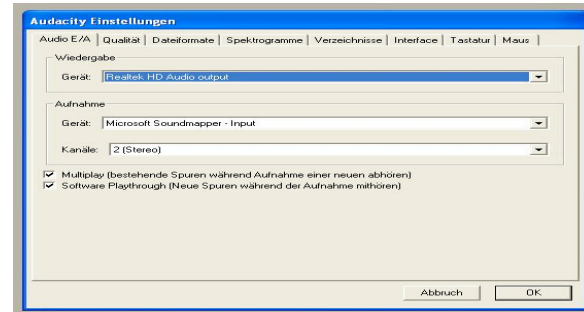 Audacity Einstellungen
Audio E/A Qualität Dateiformate Spektrogramme Verzeichnisse Interface Tastatur Maus
Wiedergabe
Gerät: Realtek HD Audio output
Aufnahme
Gerät: Microsoft Soundmapper - Input
Kanäle: 2 (Stereo)
Multiplay (bestehende Spuren während Aufnahme einer neuen abhören)
Software Playthrough (Neue Spuren während der Aufnahme mithören)
Abbruch OK